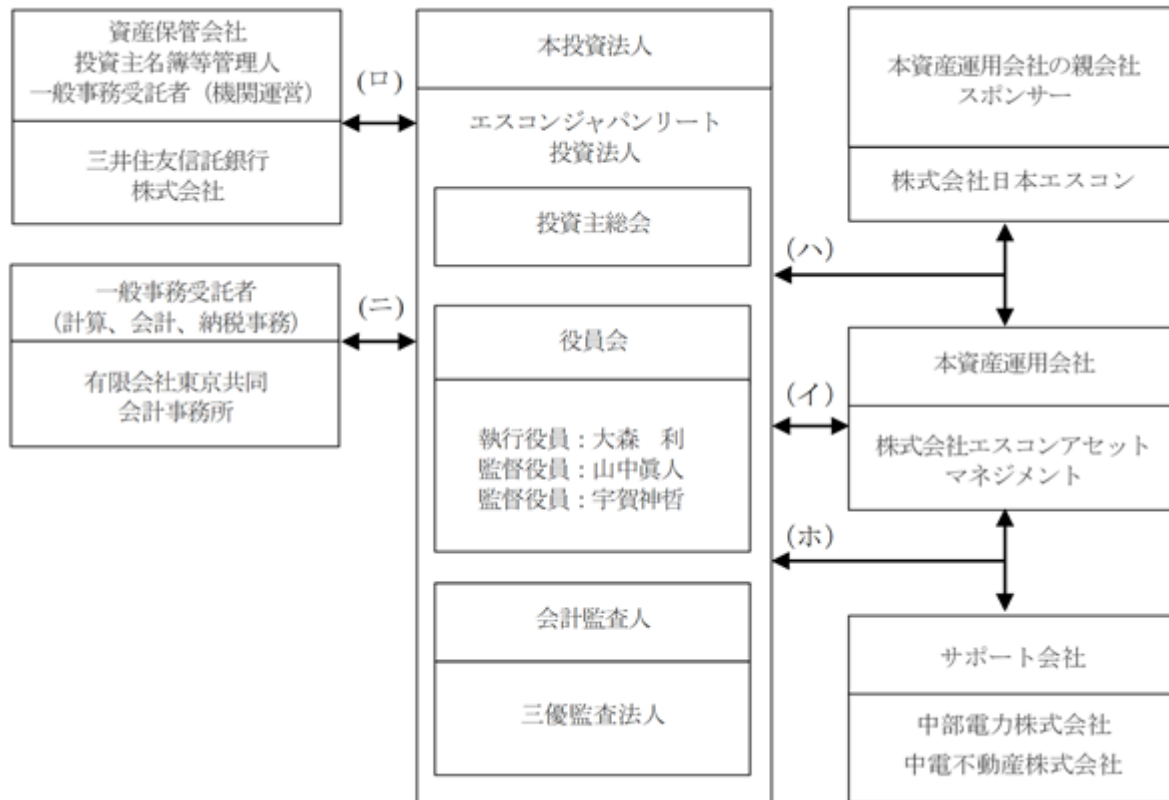 資産保管会社
投資主名簿等管理人
一般事務受託者（機関運営）
三井住友信託銀行
株式会社
(ロ)
一般事務受託者
(計算、会計、納税事務)
有限会社東京共同
会計事務所
(ニ)
本投資法人
エスコンジャパンリート
投資法人
投資主総会
役員会
執行役員：大森　利
監督役員：山中眞人
監督役員：宇賀神哲
会計監査人
三優監査法人
本資産運用会社の親会社
スポンサー
株式会社日本エスコン
(ハ)
本資産運用会社
株式会社エスコンアセット
マネジメント
(イ)
(ホ)
サポート会社
中部電力株式会社
中電不動産株式会社